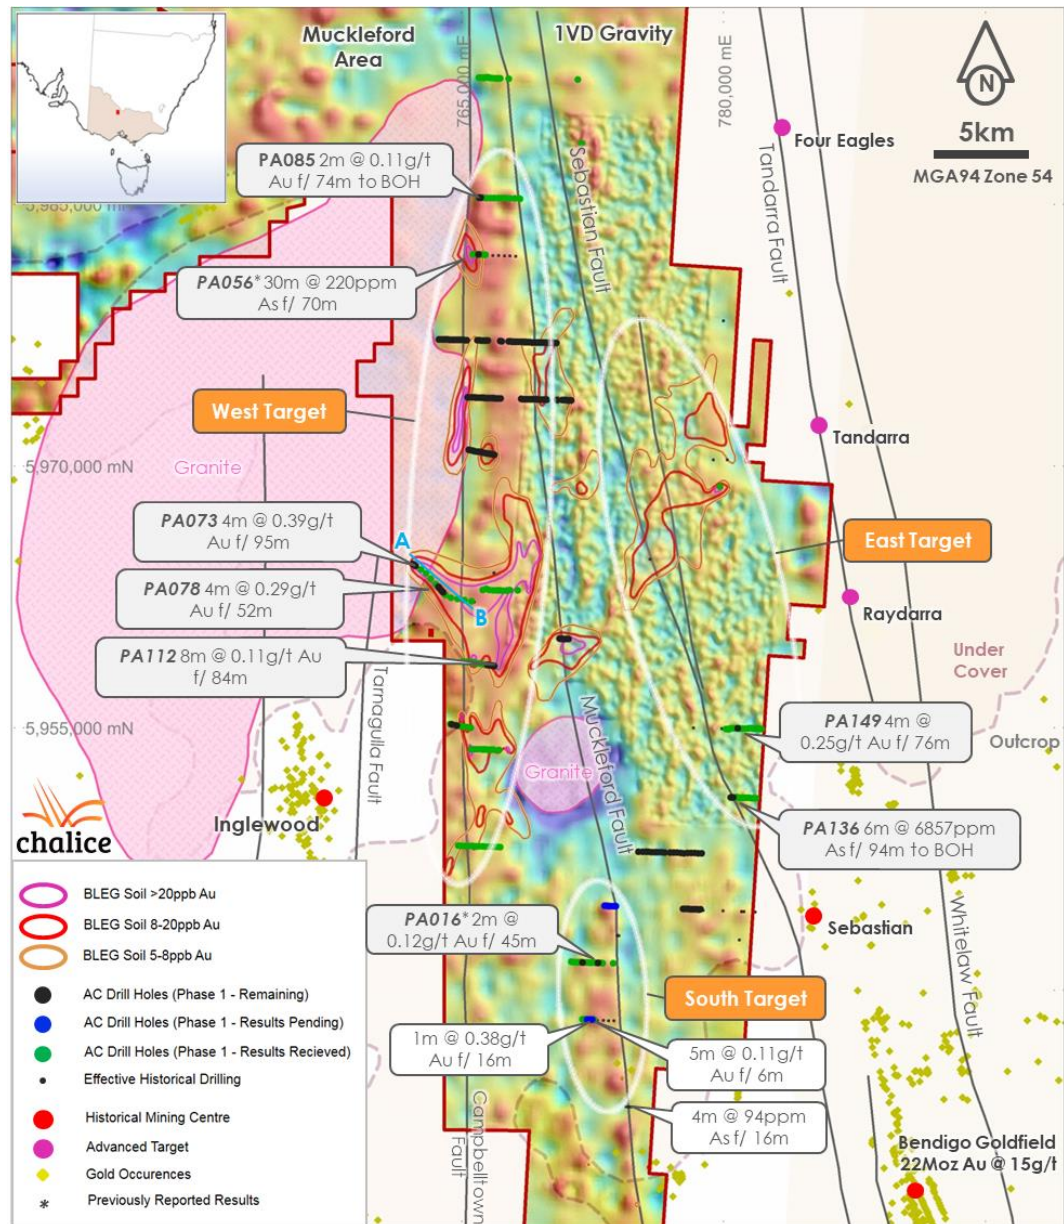 Muckleford
Area
1VD Gravity
765,000 mE
780,000 mE
N
5km
MGA94 Zone 54
Four Eagles
Tandarra Fault
Sebastian Fault
5,985,000 mN
PA085 2m @ 0.11g/t
Au f/ 74m to BOH
PA056* 30m @ 220ppm
As f/ 70m
West Target
Granite
5,970,000 mN
Tandarra
PA073 4m @ 0.39g/t
Au f/ 95m
A
East Target
PA078 4m @ 0.29g/t
Au f/ 52m
B
Raydarra
PA112 8m @ 0.11g/t Au
f/ 84m
Under
Cover
Tarnagulla Fault
Muckleford Fault
5,955,000 mN
PA149 4m @
0.25g/t Au f/ 76m
Outcrop
Granite
chalice
Inglewood
PA136 6m @ 6857ppm
As f/ 94m to BOH
BLEG Soil >20ppb Au
BLEG Soil 8-20ppb Au
BLEG Soil 5-8ppb Au
AC Drill Holes (Phase 1 - Remaining)
AC Drill Holes (Phase 1 - Results Pending)
AC Drill Holes (Phase 1 - Results Recieved)
Effective Historical Drilling
Historical Mining Centre
Advanced Target
Gold Occurences
* Previously Reported Results
PA016* 2m @
0.12g/t Au f/ 45m
Sebastian
Whitelaw Fault
South Target
1m @ 0.38g/t
Au f/ 16m
5m @ 0.11g/t
Au f/ 6m
4m @ 94ppm
As f/ 16m
Campbelltown
Fault
Bendigo Goldfield
22Moz Au @ 15g/t